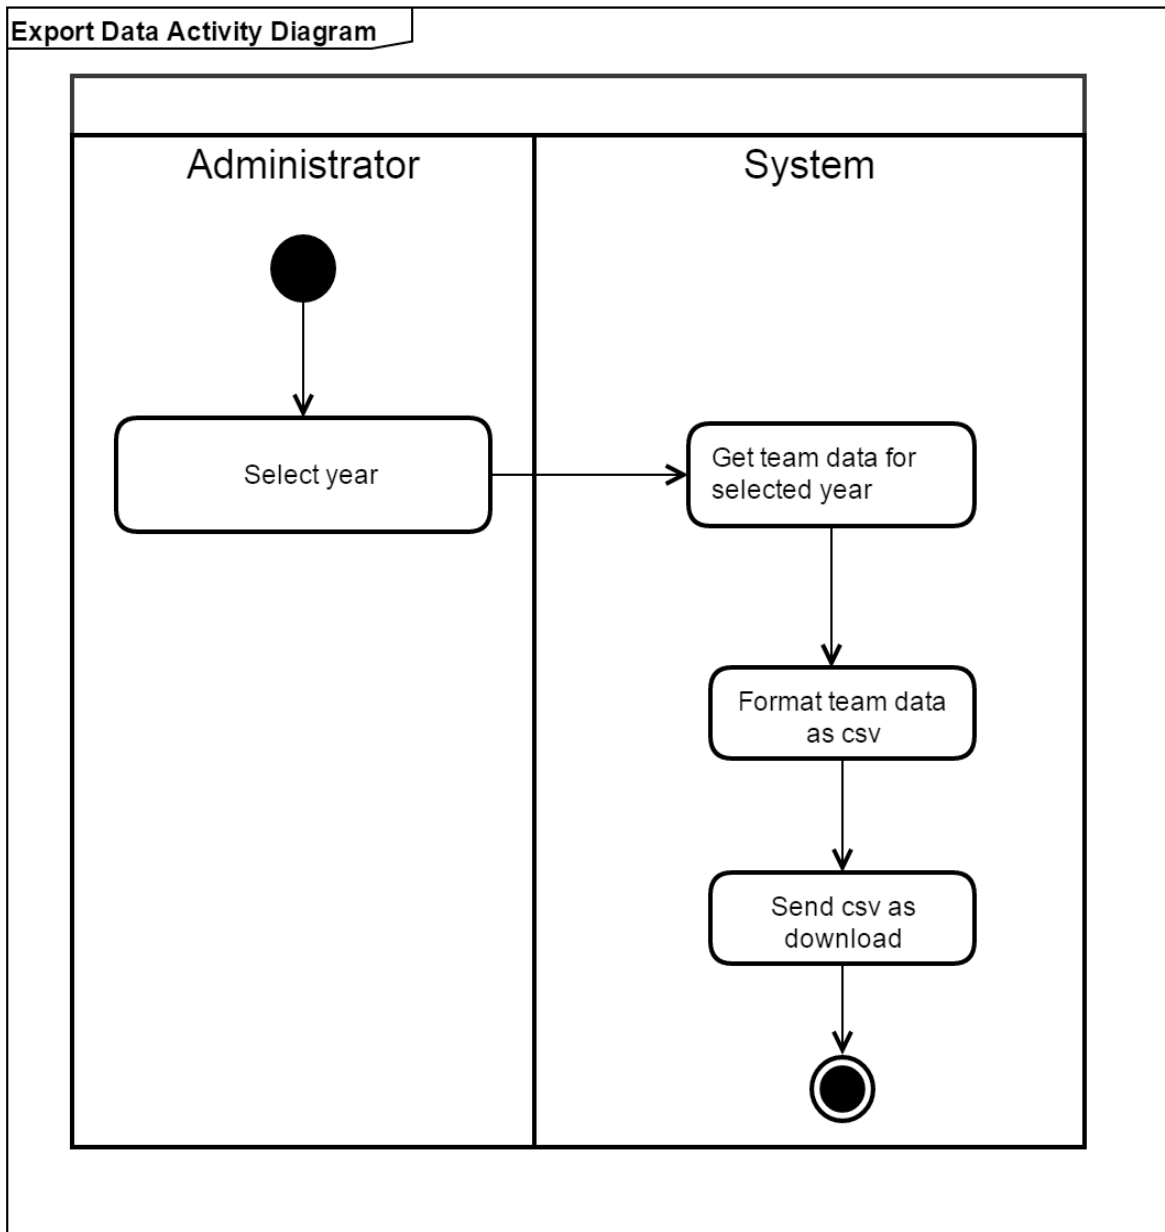 Export Data Activity Diagram
Administrator
System
Select year
Get team data for
selected year
Format team data
as csv
Send csv as
download